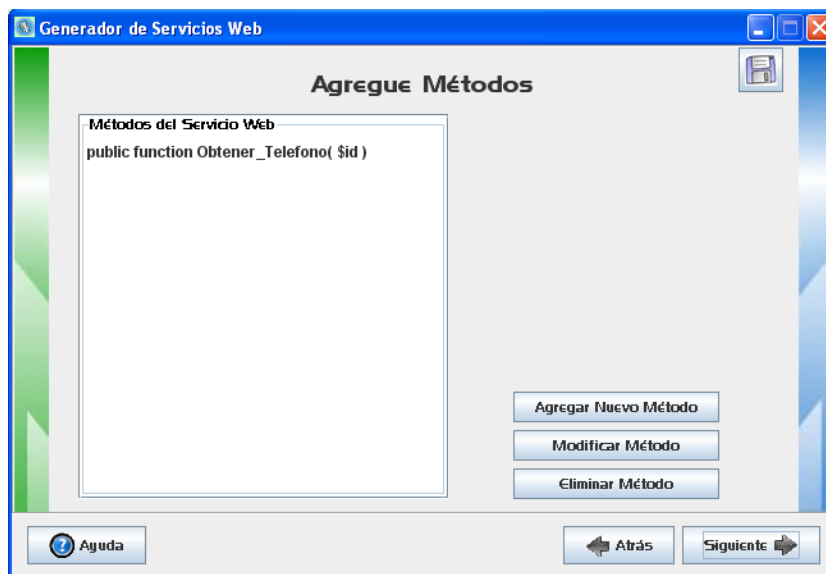 Generador de Servicios Web
Agregue Métodos
Métodos del Servicio Web
public function Obtener_Telefono( $id )
Agregar Nuevo Método
Modificar Método
Eliminar Método
Ayuda
Atrás
Siguiente